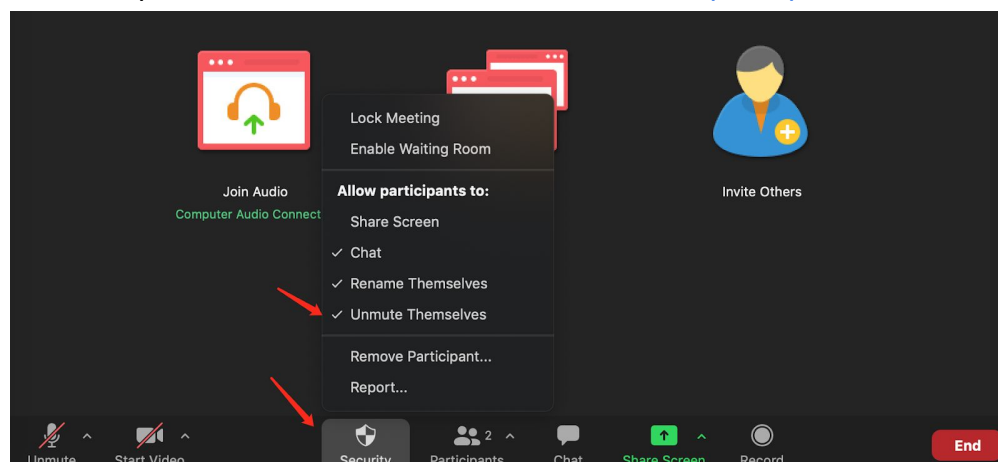 Join Audio
Computer Audio Connect
Invite Others
Lock Meeting
Enable Waiting Room
Allow participants to:
Share Screen
✓ Chat
✓ Rename Themselves
✓ Unmute Themselves
Remove Participant...
Report...
Unmute
Start Video
Security
Participants
2
Chat
Share Screen
Record
End